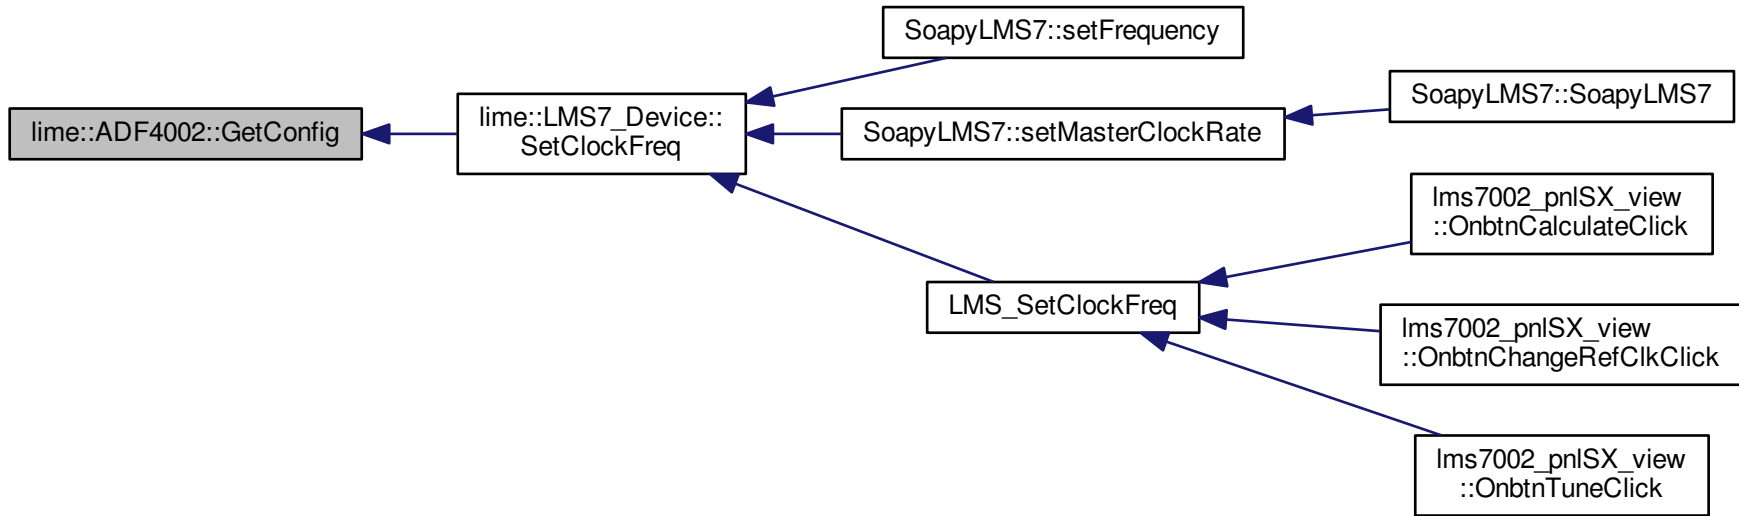 lime::ADF4002::GetConfig
lime::LMS7_Device::
SetClockFreq
SoapyLMS7::setFrequency
SoapyLMS7::setMasterClockRate
SoapyLMS7::SoapyLMS7
LMS_SetClockFreq
lms7002_pnlSX_view
::OnbtnCalculateClick
lms7002_pnlSX_view
::OnbtnChangeRefClkClick
lms7002_pnlSX_view
::OnbtnTuneClick